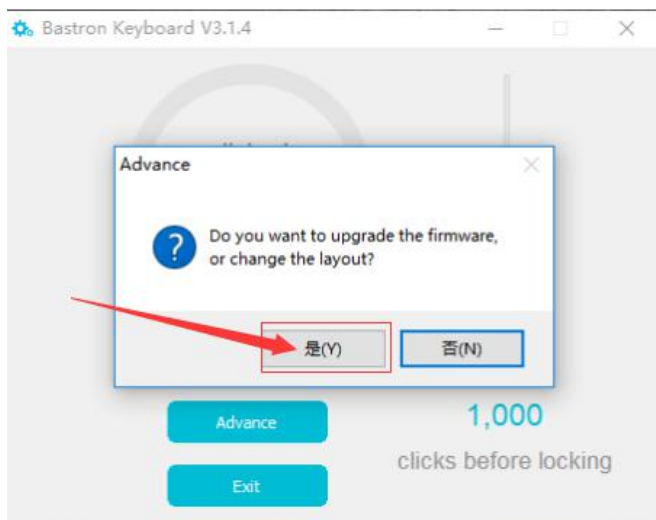 Bastron Keyboard V3.1.4
Advance
Do you want to upgrade the firmware,
or change the layout?
是(Y)
否(N)
Advance
1,000
clicks before locking
Exit